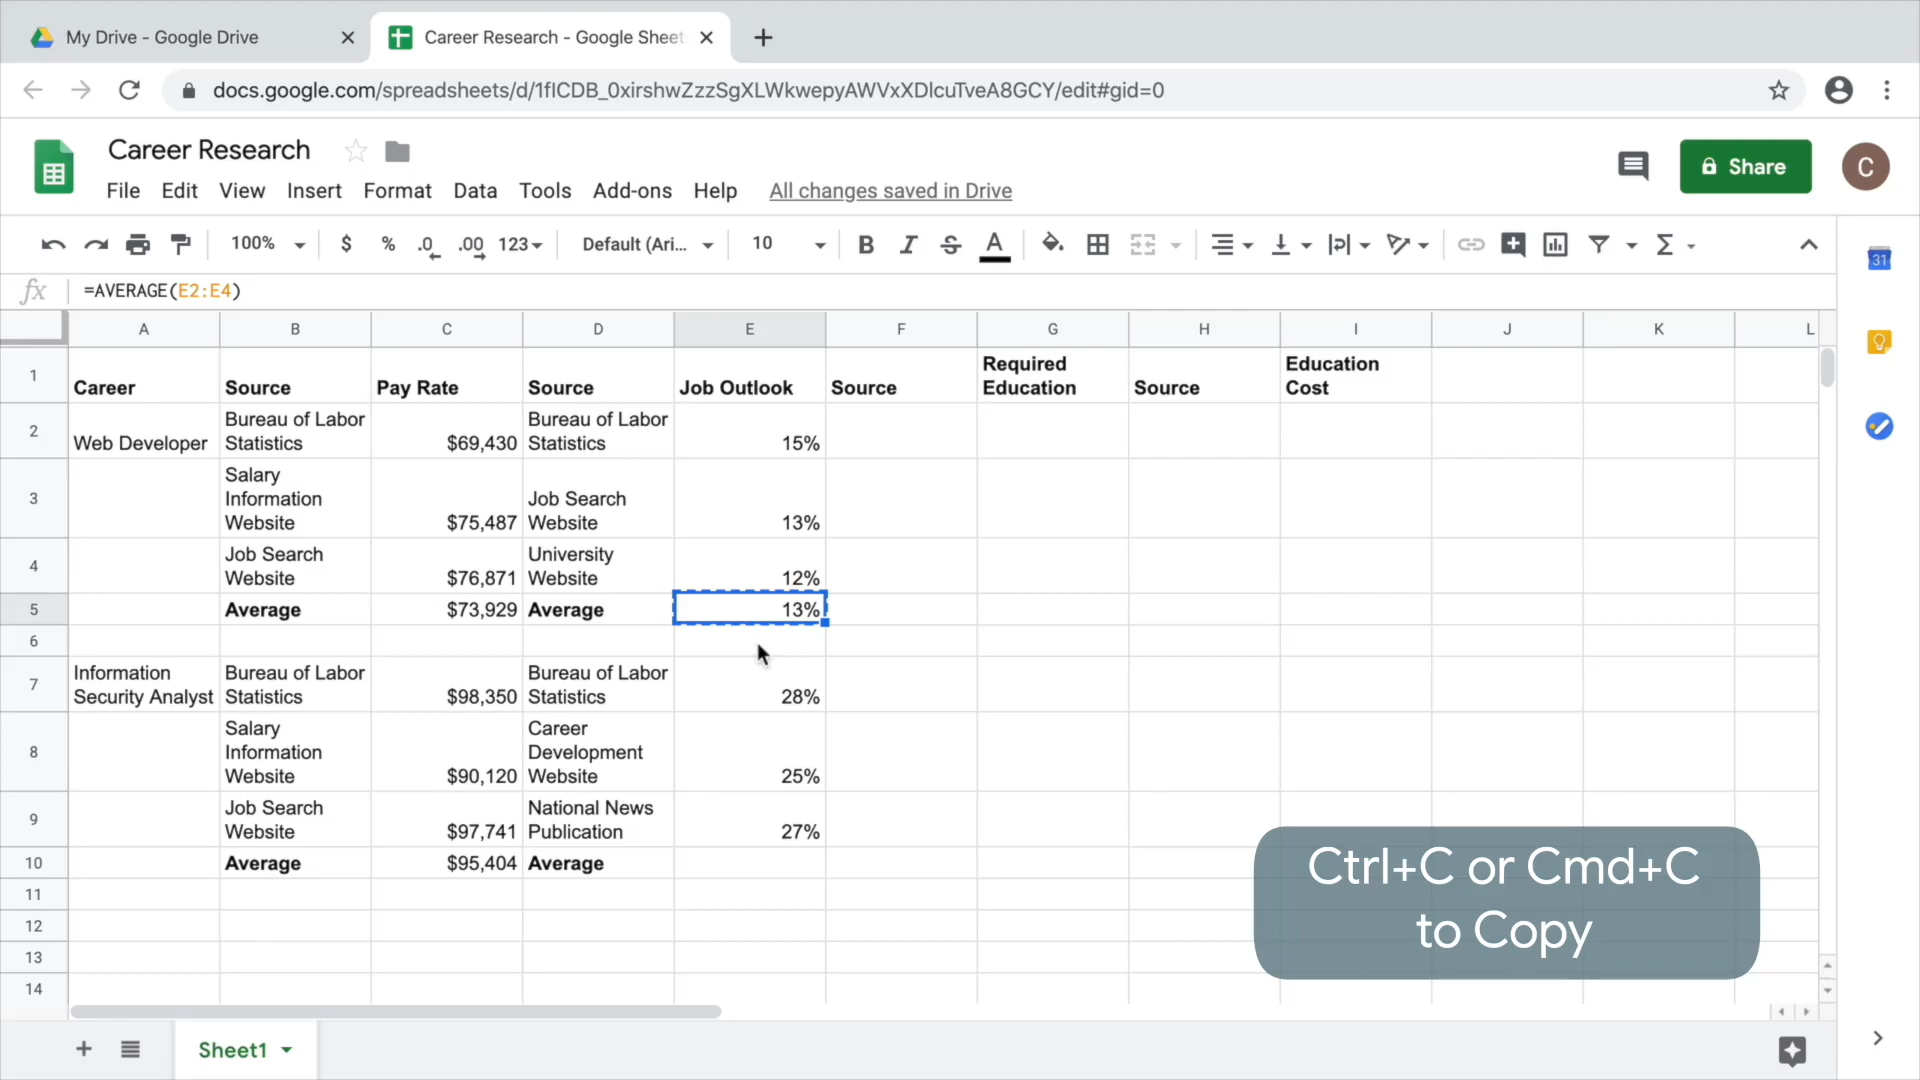 My Drive - Google Drive
Career Research - Google Sheet
docs.google.com/spreadsheets/d/1fICDB_0xirshwZzzSgXLWkwepyAWVxXDlcuTveA8GCY/edit#gid=0
Career Research
File Edit View Insert Format Data Tools Add-ons Help All changes saved in Drive
Share
C
100% $ % .0 .00 123 Default (Ari... 10 B I S A Σ
31
fx =AVERAGE(E2:E4)
A B C D E F G H I J K L
1 Career Source Pay Rate Source Job Outlook Source Required Education Source Education Cost
2 Web Developer Bureau of Labor Statistics $69,430 Bureau of Labor Statistics 15%
3 Salary Information Website $75,487 Job Search Website 13%
4 Job Search Website $76,871 University Website 12%
5 Average $73,929 Average 13%
6
7 Information Security Analyst Bureau of Labor Statistics $98,350 Bureau of Labor Statistics 28%
8 Salary Information Website $90,120 Career Development Website 25%
9 Job Search Website $97,741 National News Publication 27%
10 Average $95,404 Average
11
12
13
14
Ctrl+C or Cmd+C
to Copy
Sheet1